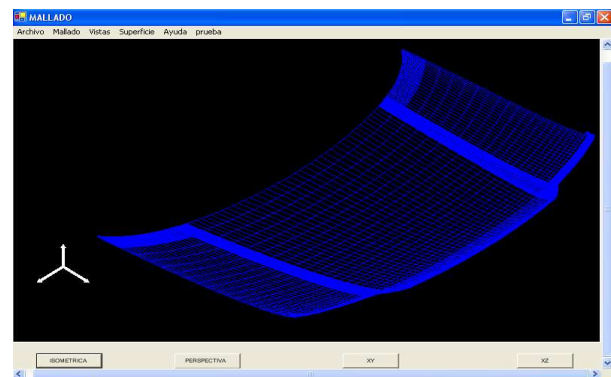 MALLADO
Archivo Mallado Vistas Superficie Ayuda prueba
ISOMETRICA PERSPECTIVA XY XZ